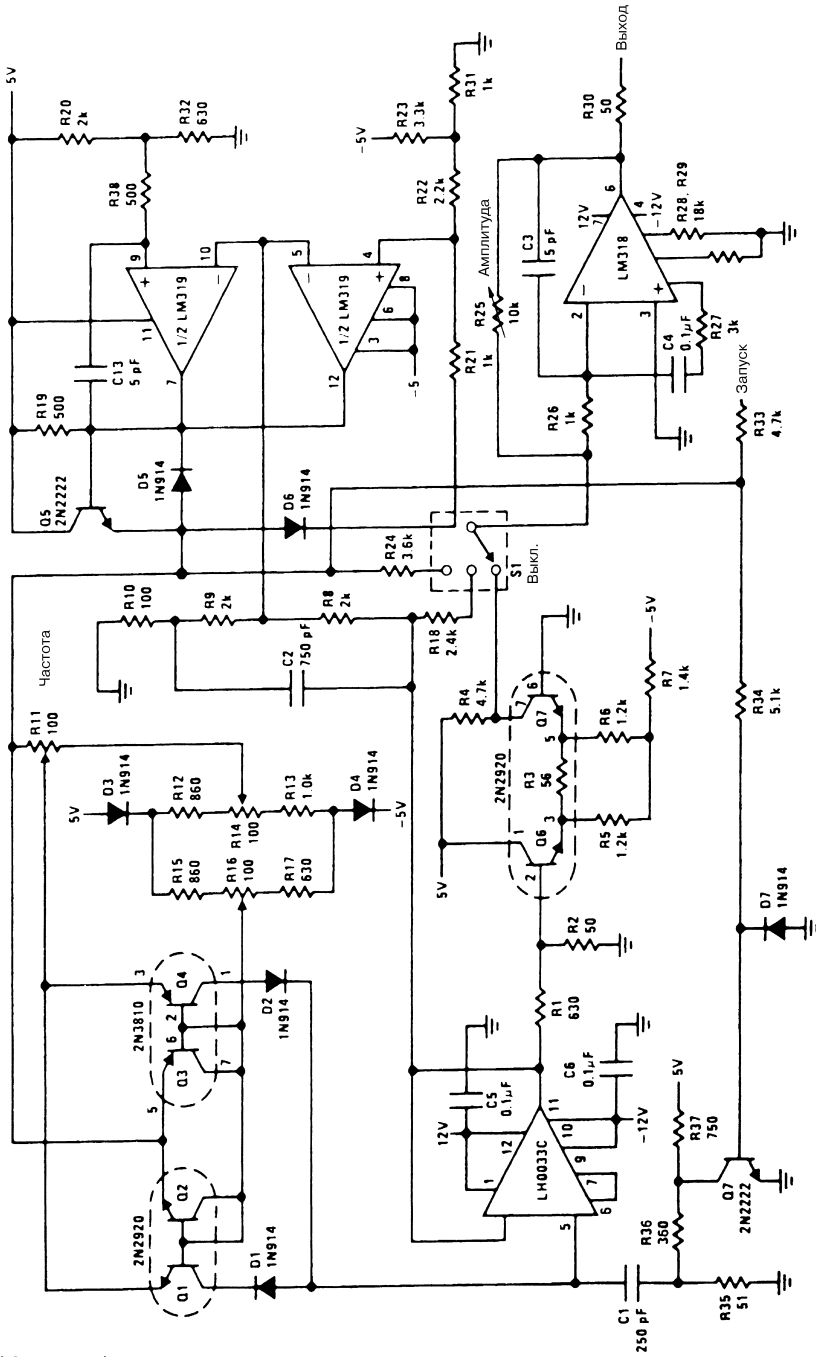 5V
R20
2k
R32
630
R38
500
C13
5 pF
R19
500
Q5
2N2222
9
+
10
−
11
1/2 LM319
7
5
−
4
+
8
6
3
1/2 LM319
12
−5
D5
1N914
D6
1N914
−5V
R23
3.3k
R31
1k
R22
2.2k
R21
1k
Амплитуда
R25
10k
C3
5 pF
R30
50
Выход
12V
7
6
4
−12V
LM318
2
−
3
+
R28, R29
18k
R26
1k
C4
0.1µF
R27
3k
Запуск
R33
4.7k
R24
3.6k
S1
Выкл.
R10
100
R9
2k
R8
2k
C2
750 pF
R18
2.4k
Частота
R11
100
D3
1N914
5V
R12
860
R14
100
R13
1.0k
D4
1N914
−5V
R15
860
R16
100
R17
630
R4
4.7k
5V
2N2920
7
6
Q7
5
R3
56
1
2
Q6
3
R6
1.2k
R5
1.2k
R7
1.4k
−5V
R34
5.1k
2N3810
3
Q4
2
1
6
Q3
5
7
D2
1N914
2N2920
Q2
Q1
D1
1N914
R2
50
R1
630
C5
0.1µF
C6
0.1µF
12V
−12V
LH0033C
1
12
11
10
9
7
6
5
C1
250 pF
R35
51
R36
360
R37
750
5V
Q7
2N2222
D7
1N914